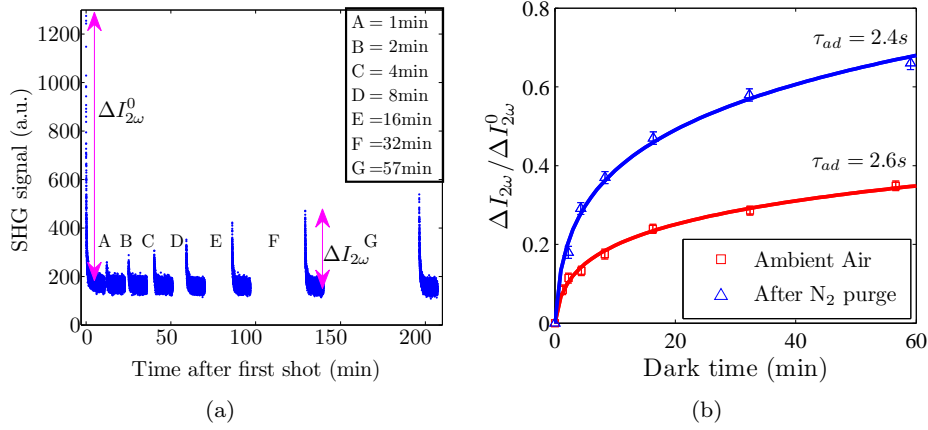 1300
1200
1000
800
600
400
200
0
SHG signal (a.u.)
ΔI⁰₂ω
A = 1min
B = 2min
C = 4min
D = 8min
E =16min
F =32min
G =57min
A B C D E F G
ΔI₂ω
0 50 100 150 200
Time after first shot (min)
(a)
0.8
0.6
0.4
0.2
0
ΔI₂ω/ΔI⁰₂ω
τad = 2.4s
τad = 2.6s
Ambient Air
After N₂ purge
0 20 40 60
Dark time (min)
(b)